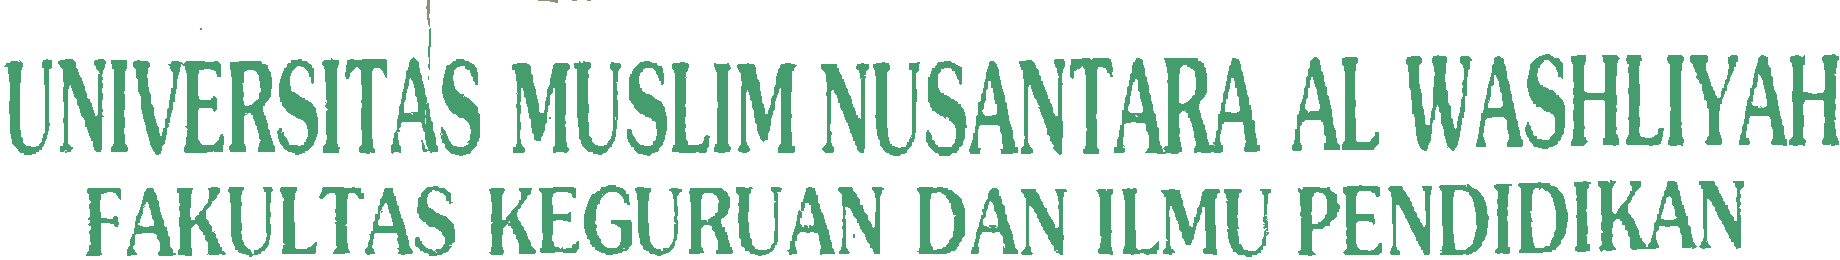 UNIVERSITAS MUSLIM NUSANTARA AL WASHLIYAH
FAKULTAS KEGURUAN DAN ILMU PENDIDIKAN